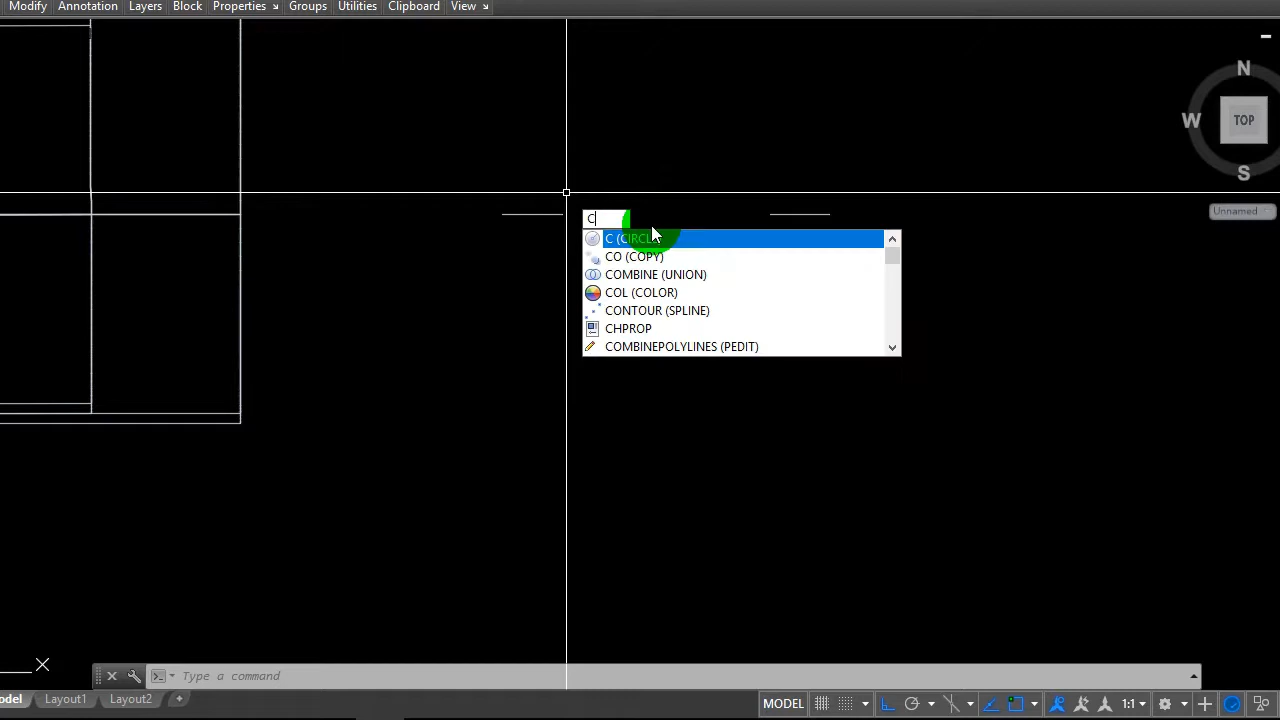 Modify Annotation Layers Block Properties Groups Utilities Clipboard View
N
W TOP
S
Unnamed
C
C (CIRCLE)
CO (COPY)
COMBINE (UNION)
COL (COLOR)
CONTOUR (SPLINE)
CHPROP
COMBINEPOLYLINES (PEDIT)
Type a command
odel Layout1 Layout2 + MODEL 1:1